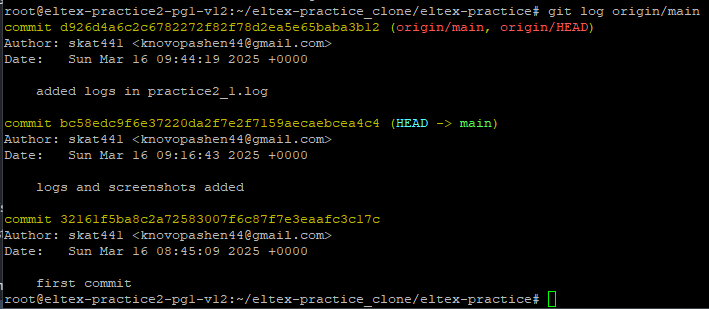 root@eltex-practice2-pg1-v12:~/eltex-practice_clone/eltex-practice# git log origin/main
commit d926d4a6c2c6782272f82f78d2ea5e65baba3b12 (origin/main, origin/HEAD)
Author: skat441 <knovopashen44@gmail.com>
Date:   Sun Mar 16 09:44:19 2025 +0000
    added logs in practice2_1.log
commit bc58edc9f6e37220da2f7e2f7159aecaebcea4c4 (HEAD -> main)
Author: skat441 <knovopashen44@gmail.com>
Date:   Sun Mar 16 09:16:43 2025 +0000
    logs and screenshots added
commit 32161f5ba8c2a72583007f6c87f7e3eaafc3c17c
Author: skat441 <knovopashen44@gmail.com>
Date:   Sun Mar 16 08:45:09 2025 +0000
    first commit
root@eltex-practice2-pg1-v12:~/eltex-practice_clone/eltex-practice#